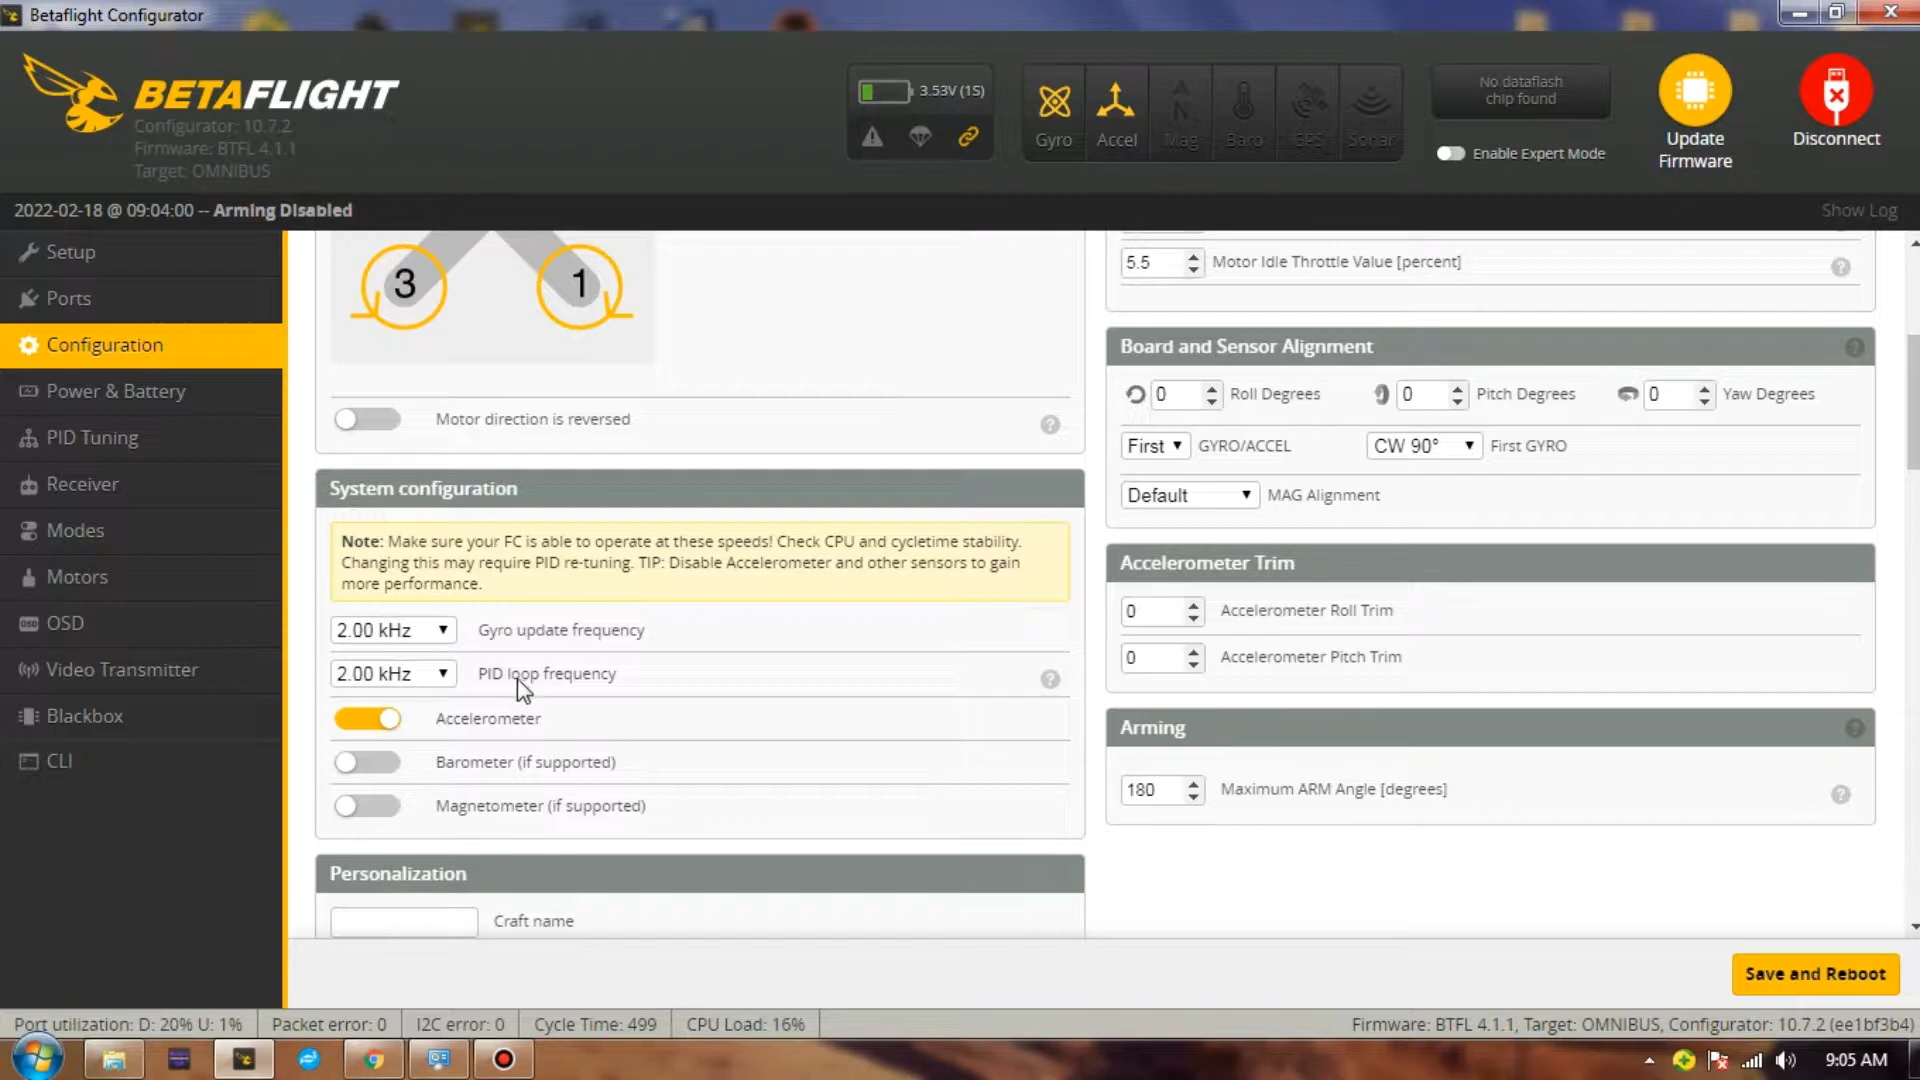 Betaflight Configurator
BETAFLIGHT
Configurator: 10.7.2
Firmware: BTFL 4.1.1
Target: OMNIBUS
3.53V (1S)
Gyro
Accel
Mag
Baro
GPS
Sonar
No dataflash
chip found
Enable Expert Mode
Update
Firmware
Disconnect
2022-02-18 @ 09:04:00 -- Arming Disabled
Show Log
Setup
Ports
Configuration
Power & Battery
PID Tuning
Receiver
Modes
Motors
OSD OSD
Video Transmitter
Blackbox
CLI
3
1
Motor direction is reversed
System configuration
Note: Make sure your FC is able to operate at these speeds! Check CPU and cycletime stability.
Changing this may require PID re-tuning. TIP: Disable Accelerometer and other sensors to gain
more performance.
2.00 kHz Gyro update frequency
2.00 kHz PID loop frequency
Accelerometer
Barometer (if supported)
Magnetometer (if supported)
Personalization
Craft name
5.5 Motor Idle Throttle Value [percent]
Board and Sensor Alignment
0 Roll Degrees 0 Pitch Degrees 0 Yaw Degrees
First GYRO/ACCEL CW 90° First GYRO
Default MAG Alignment
Accelerometer Trim
0 Accelerometer Roll Trim
0 Accelerometer Pitch Trim
Arming
180 Maximum ARM Angle [degrees]
Save and Reboot
Port utilization: D: 20% U: 1% Packet error: 0 I2C error: 0 Cycle Time: 499 CPU Load: 16% Firmware: BTFL 4.1.1, Target: OMNIBUS, Configurator: 10.7.2 (ee1bf3b4)
9:05 AM